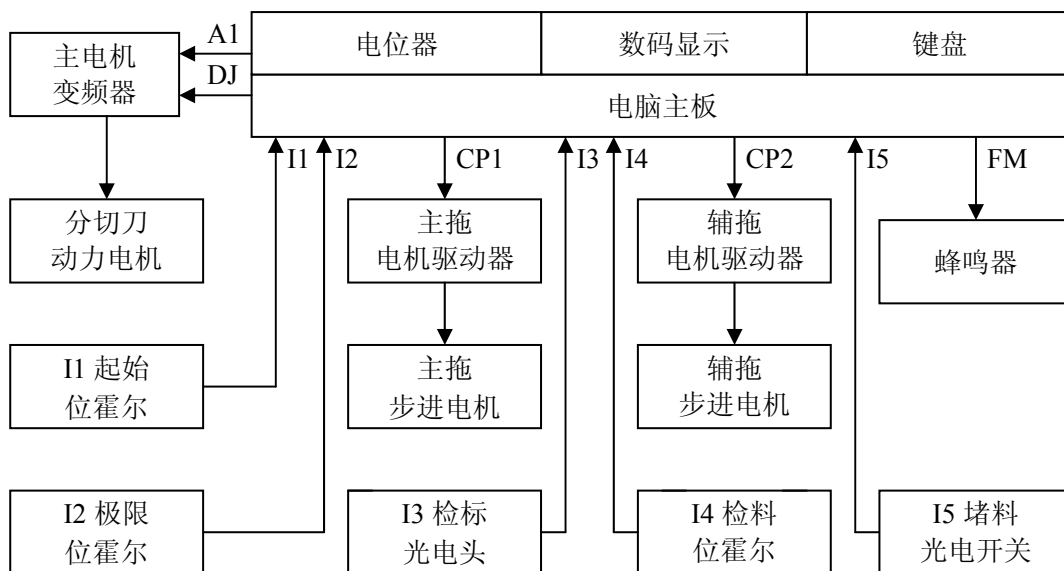 A1
电位器
数码显示
键盘
主电机
变频器
DJ
电脑主板
I1
I2
CP1
I3
I4
CP2
I5
FM
分切刀
动力电机
主拖
电机驱动器
辅拖
电机驱动器
蜂鸣器
I1 起始
位霍尔
主拖
步进电机
辅拖
步进电机
I2 极限
位霍尔
I3 检标
光电头
I4 检料
位霍尔
I5 堵料
光电开关